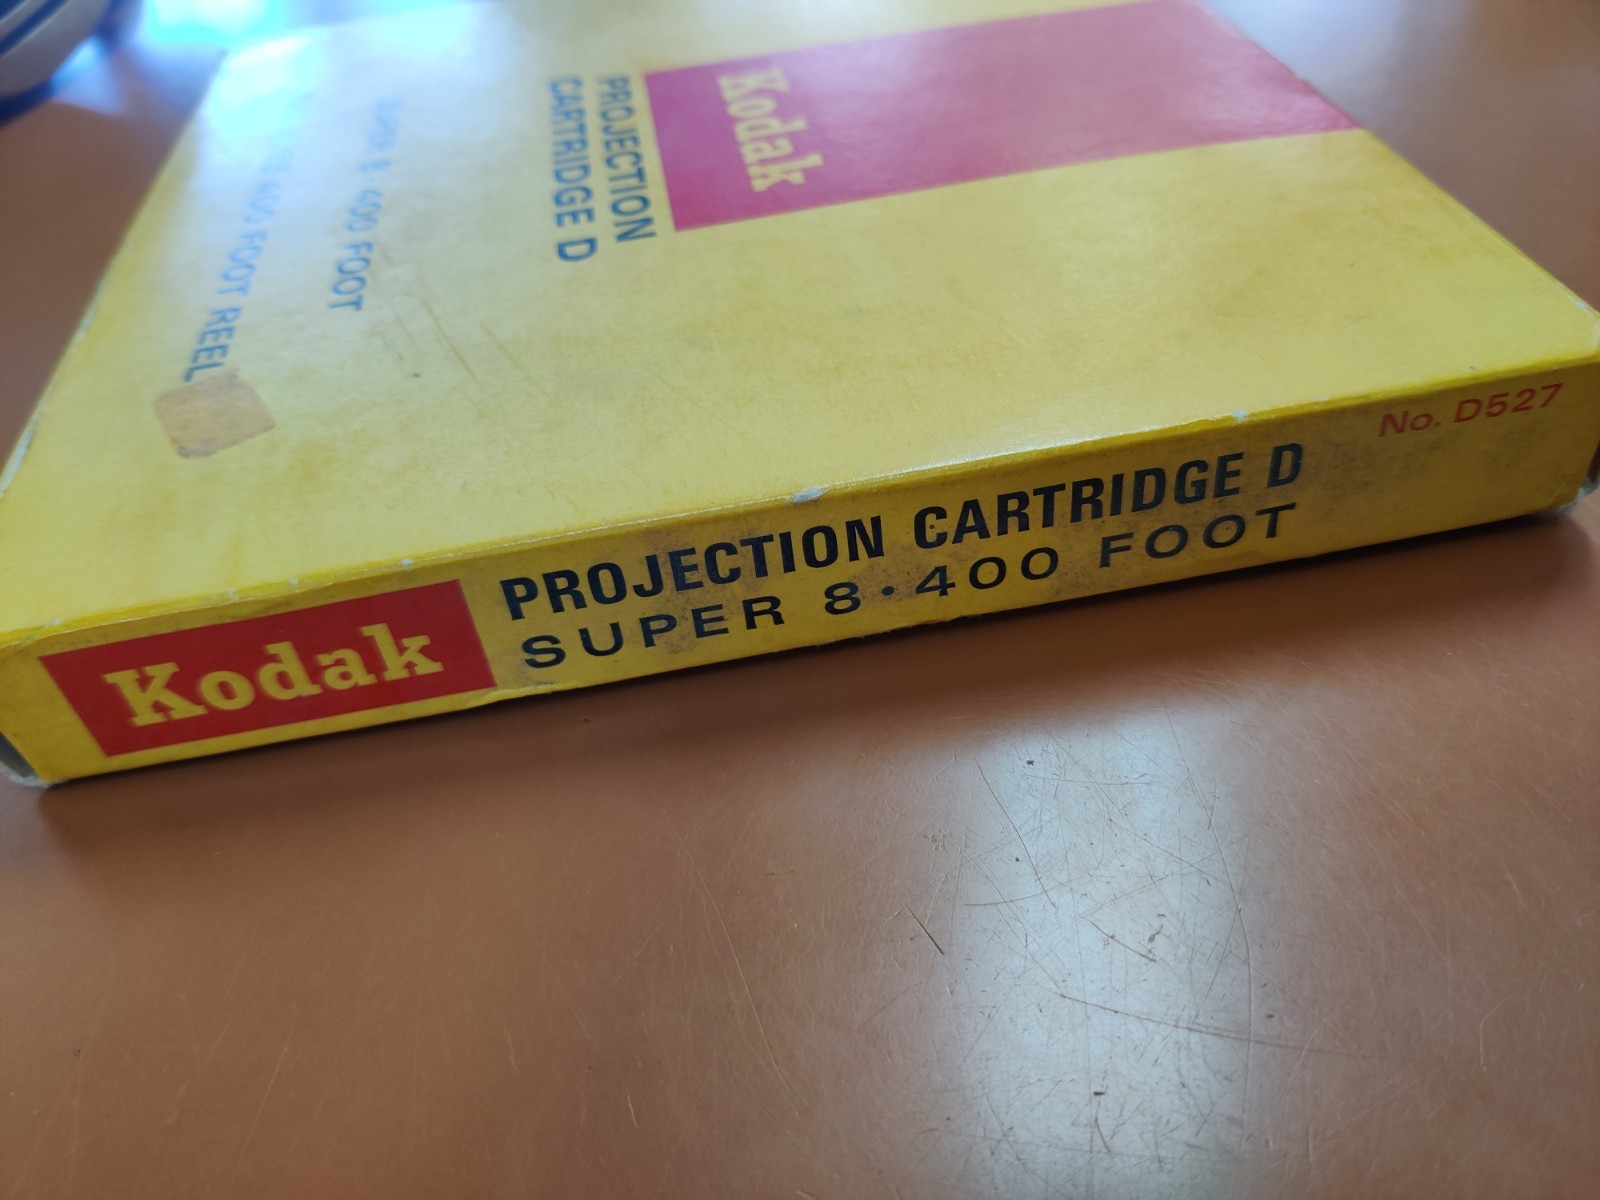 Kodak
PROJECTION
CARTRIDGE D
SUPER 8 400 FOOT
400 FOOT REEL
Kodak
PROJECTION CARTRIDGE D
SUPER 8•400 FOOT
No. D527